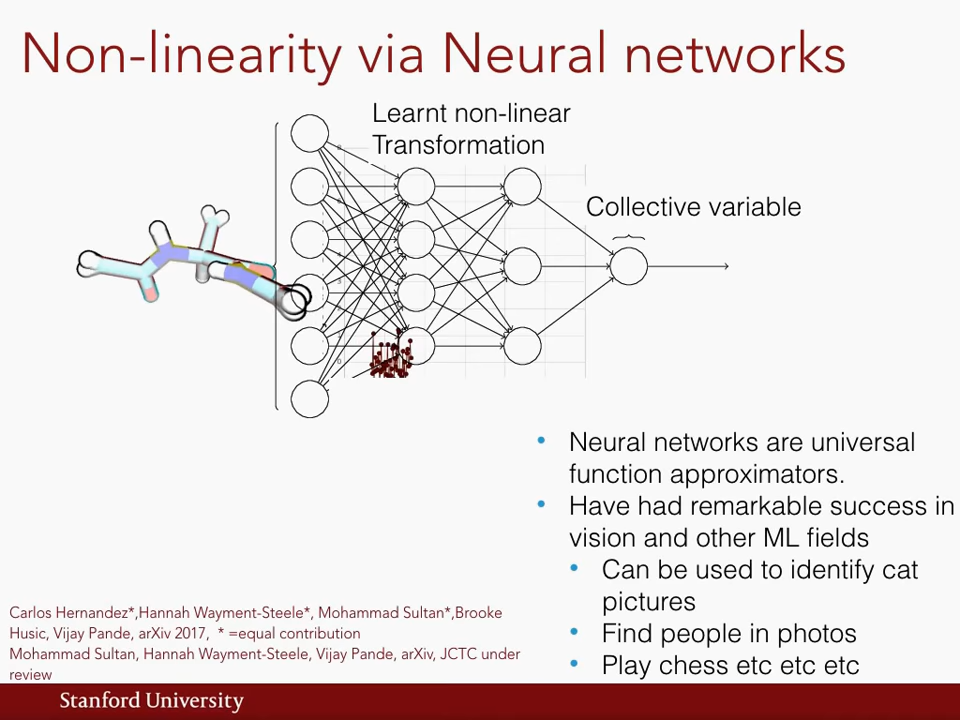 Non-linearity via Neural networks
Learnt non-linear
Transformation
Collective variable
• Neural networks are universal
function approximators.
• Have had remarkable success in
vision and other ML fields
• Can be used to identify cat
pictures
• Find people in photos
• Play chess etc etc etc
Carlos Hernandez*,Hannah Wayment-Steele*, Mohammad Sultan*,Brooke
Husic, Vijay Pande, arXiv 2017, * =equal contribution
Mohammad Sultan, Hannah Wayment-Steele, Vijay Pande, arXiv, JCTC under
review
Stanford University